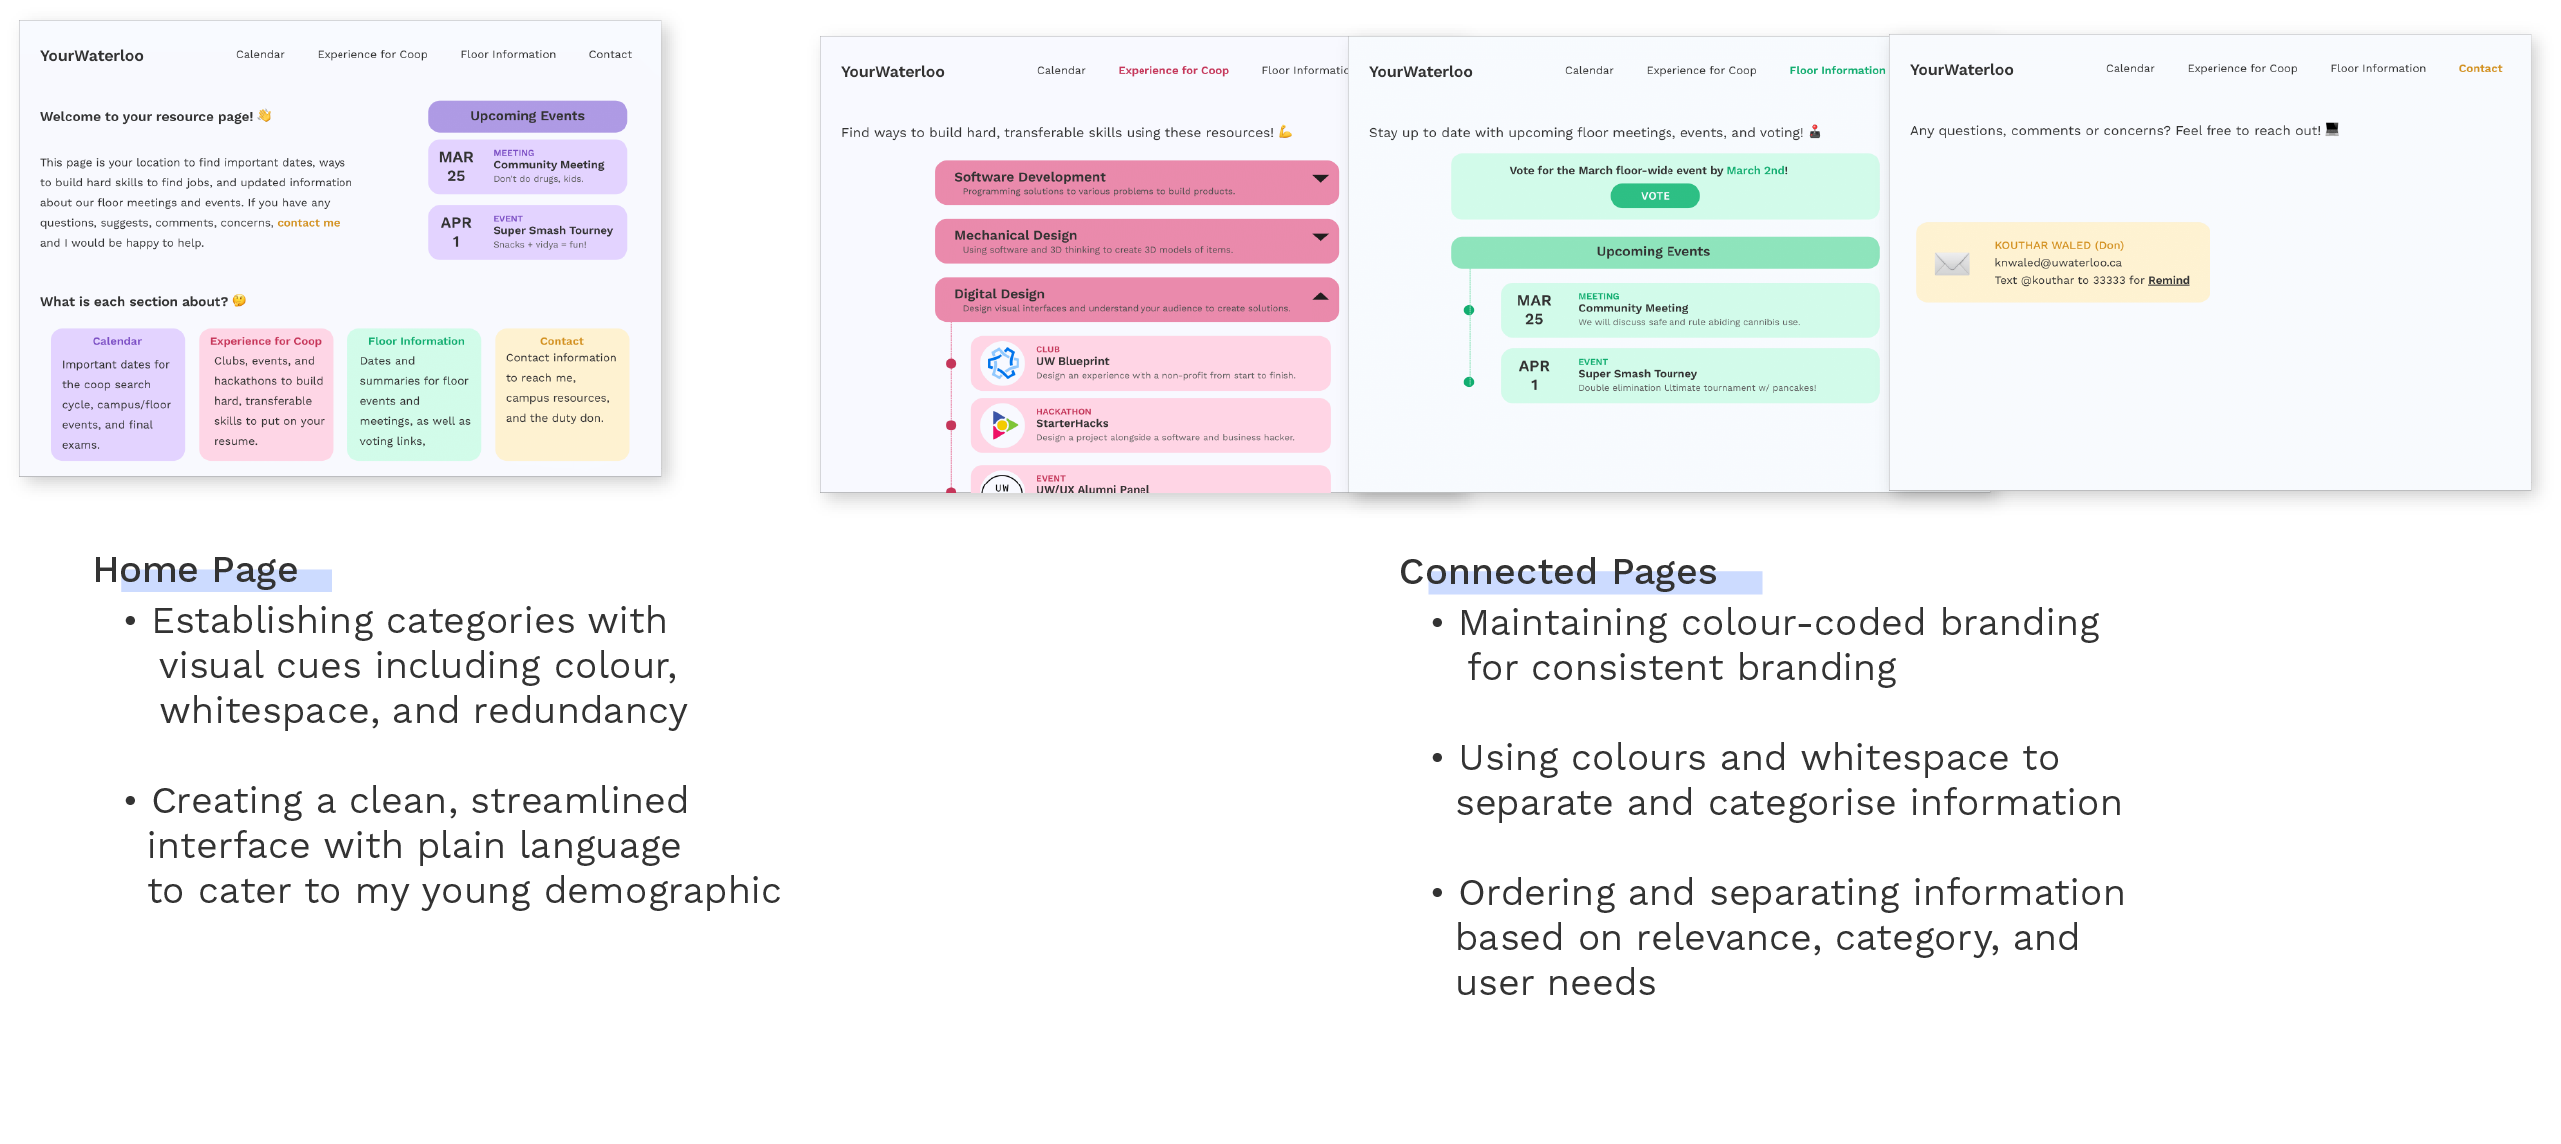 YourWaterloo
Calendar Experience for Coop Floor Information Contact
Welcome to your resource page! 👋
This page is your location to find important dates, ways
to build hard skills to find jobs, and updated information
about our floor meetings and events. If you have any
questions, suggests, comments, concerns, contact me
and I would be happy to help.
Upcoming Events
MAR
25
MEETING
Community Meeting
Don't do drugs, kids.
APR
1
EVENT
Super Smash Tourney
Snacks + vidya = fun!
What is each section about? 🤔
Calendar
Important dates for
the coop search
cycle, campus/floor
events, and final
exams.
Experience for Coop
Clubs, events, and
hackathons to build
hard, transferable
skills to put on your
resume.
Floor Information
Dates and
summaries for floor
events and
meetings, as well as
voting links,
Contact
Contact information
to reach me,
campus resources,
and the duty don.
YourWaterloo
Calendar Experience for Coop Floor Informatio
Find ways to build hard, transferable skills using these resources! 💪
Software Development
Programming solutions to various problems to build products.
Mechanical Design
Using software and 3D thinking to create 3D models of items.
Digital Design
Design visual interfaces and understand your audience to create solutions.
CLUB
UW Blueprint
Design an experience with a non-profit from start to finish.
HACKATHON
StarterHacks
Design a project alongside a software and business hacker.
UW
EVENT
UW/UX Alumni Panel
YourWaterloo
Calendar Experience for Coop Floor Information
Stay up to date with upcoming floor meetings, events, and voting! 🕹️
Vote for the March floor-wide event by March 2nd!
VOTE
Upcoming Events
MAR
25
MEETING
Community Meeting
We will discuss safe and rule abiding cannibis use.
APR
1
EVENT
Super Smash Tourney
Double elimination Ultimate tournament w/ pancakes!
YourWaterloo
Calendar Experience for Coop Floor Information Contact
Any questions, comments or concerns? Feel free to reach out! 💻
KOUTHAR WALED (Don)
knwaled@uwaterloo.ca
Text @kouthar to 33333 for Remind
Home Page
• Establishing categories with
visual cues including colour,
whitespace, and redundancy
• Creating a clean, streamlined
interface with plain language
to cater to my young demographic
Connected Pages
• Maintaining colour-coded branding
for consistent branding
• Using colours and whitespace to
separate and categorise information
• Ordering and separating information
based on relevance, category, and
user needs